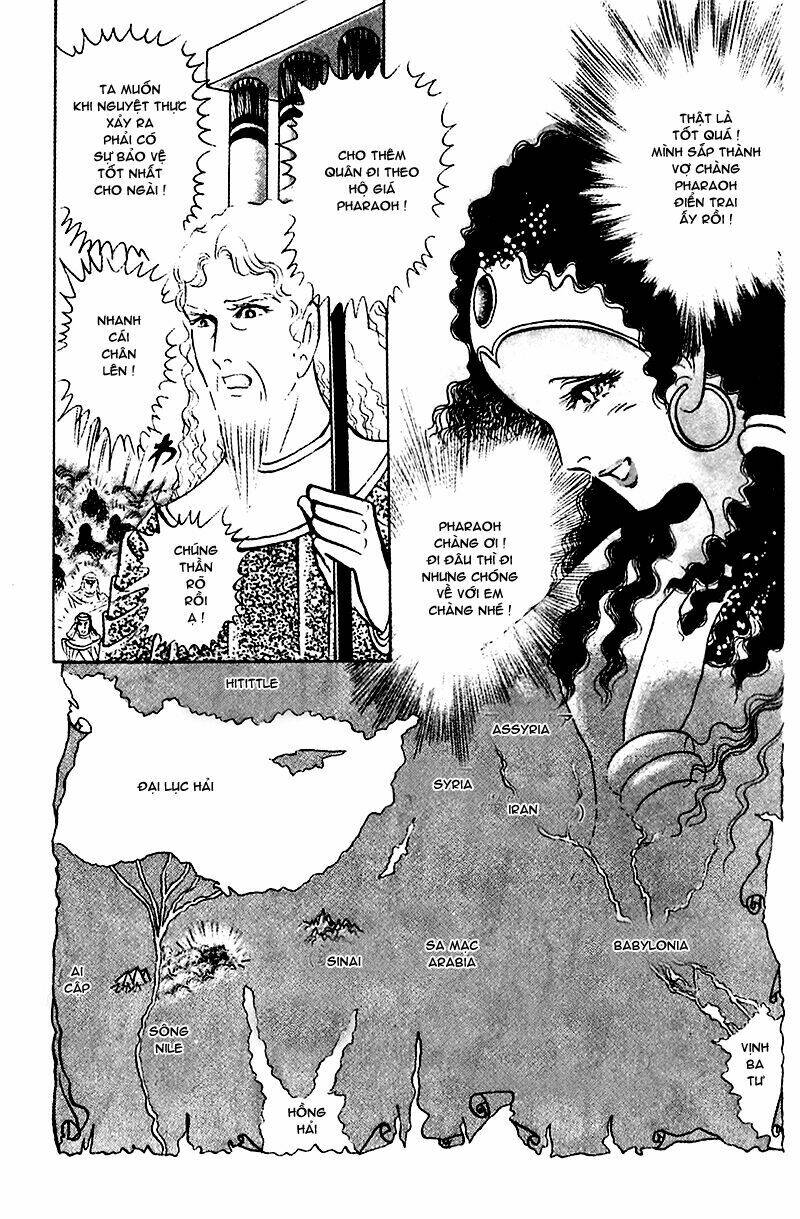 TA MUỐN
KHI NGUYỆT THỰC
XẢY RA
PHẢI CÓ
SỰ BẢO VỆ
TỐT NHẤT
CHO NGÀI !
CHO THÊM
QUÂN ĐI THEO
HỘ GIÁ
PHARAOH !
THẬT LÀ
TỐT QUÁ !
MÌNH SẮP THÀNH
VỢ CHÀNG
PHARAOH
ĐIỂN TRAI
ẤY RỒI !
NHANH
CÁI
CHÂN
LÊN !
わ
CHÚNG
THẦN
RÕ
RỒI
Ạ !
PHARAOH
CHÀNG ƠI !
ĐI ĐÂU THÌ ĐI
NHƯNG CHÓNG
VỀ VỚI EM
CHÀNG NHÉ !
HITITTLE
ASSYRIA
ĐẠI LỤC HẢI
SYRIA
IRAN
AI
CẬP
SINAI
SA MẠC
ARABIA
BABYLONIA
SÔNG
NILE
VỊNH
BA
TƯ
HỒNG
HẢI